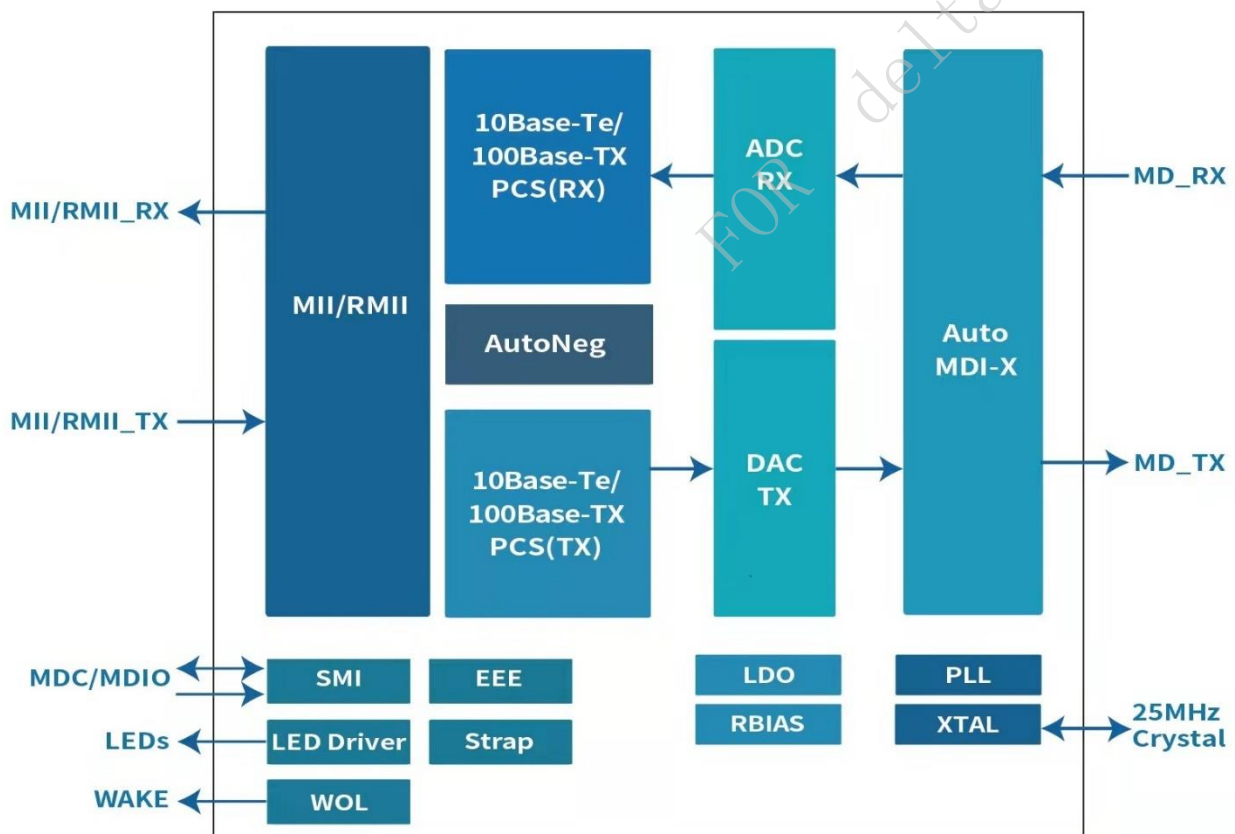 FOR delta
10Base-Te/
100Base-TX
PCS(RX)
ADC
RX
MD_RX
MII/RMII_RX
MII/RMII
AutoNeg
Auto
MDI-X
MII/RMII_TX
10Base-Te/
100Base-TX
PCS(TX)
DAC
TX
MD_TX
MDC/MDIO
SMI
EEE
LDO
PLL
LEDs
LED Driver
Strap
RBIAS
XTAL
25MHz
Crystal
WAKE
WOL